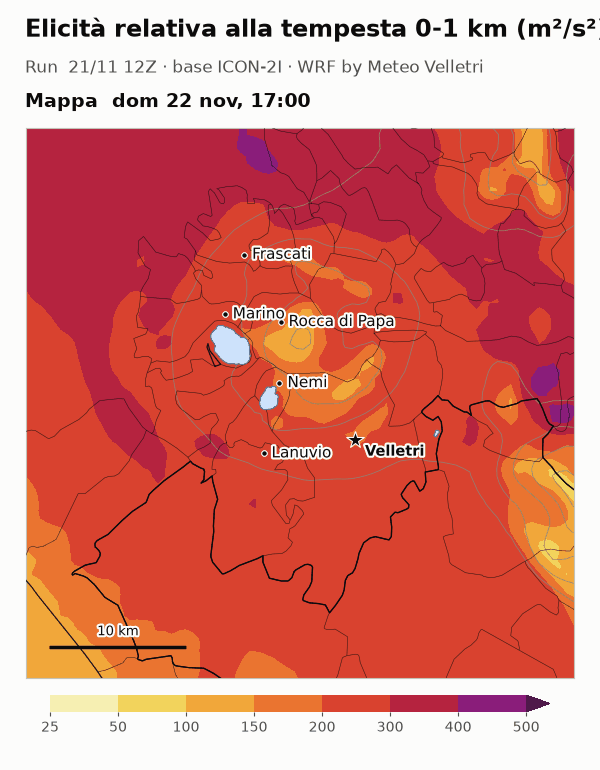 Elicità relativa alla tempesta 0-1 km (m²/s²)
Run 21/11 12Z · base ICON-2I · WRF by Meteo Velletri
Mappa dom 22 nov, 17:00
Frascati
Marino
Rocca di Papa
Nemi
Velletri
Lanuvio
10 km
25 50 100 150 200 300 400 500